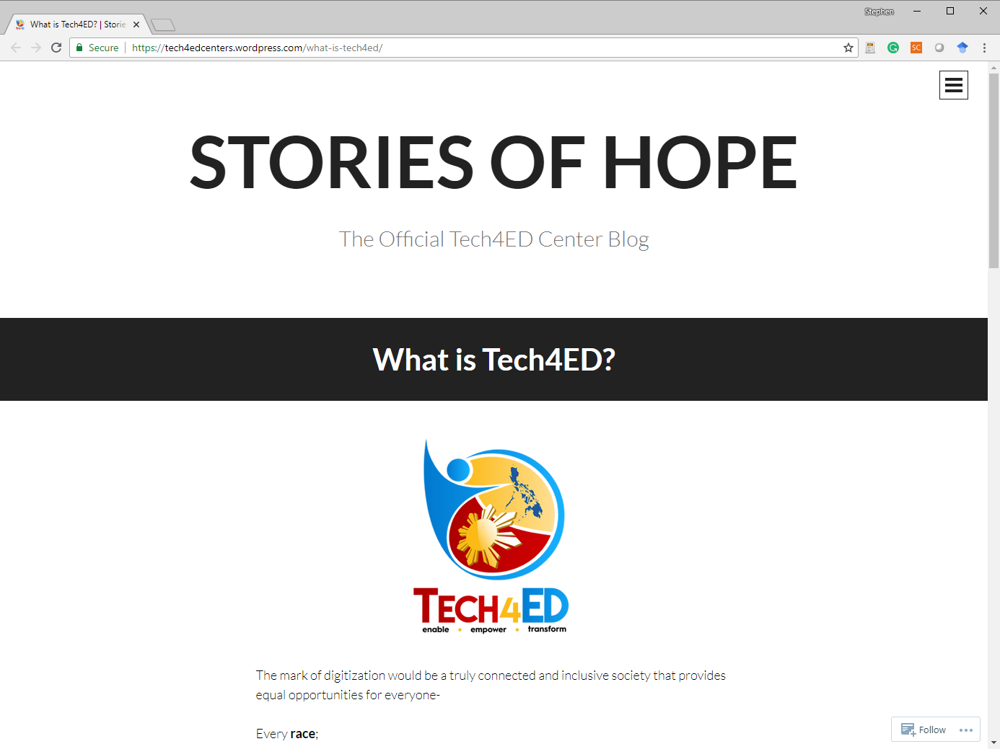 Stephen
What is Tech4ED? | Storie
Secure
https://tech4edcenters.wordpress.com/what-is-tech4ed/
SC
STORIES OF HOPE
The Official Tech4ED Center Blog
What is Tech4ED?
TECH4ED
enable • empower • transform
The mark of digitization would be a truly connected and inclusive society that provides
equal opportunities for everyone-
Every race;
Follow